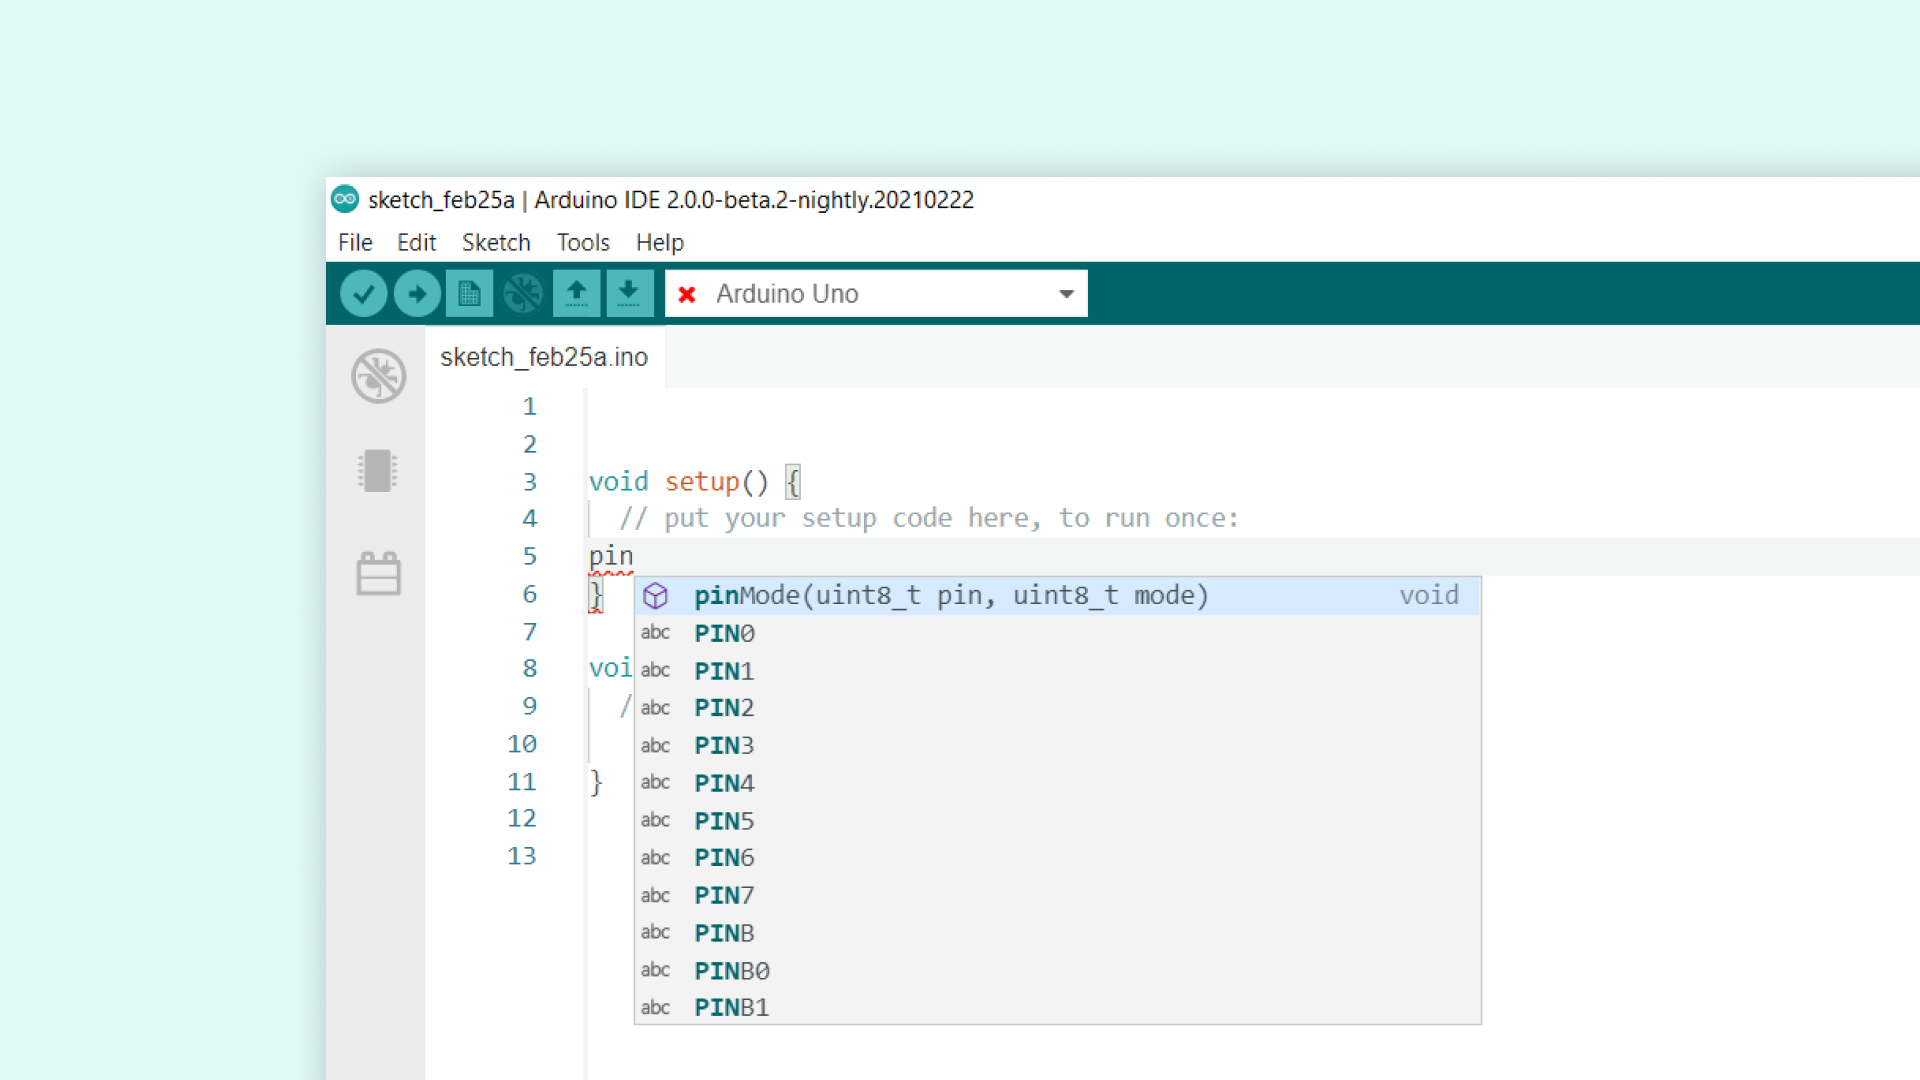 sketch_feb25a | Arduino IDE 2.0.0-beta.2-nightly.20210222
File Edit Sketch Tools Help
Arduino Uno
sketch_feb25a.ino
1
2
3 void setup() {
4 // put your setup code here, to run once:
5 pin
6 } pinMode(uint8_t pin, uint8_t mode) void
7 abc PIN0
abc PIN1
8 voi
abc PIN2
9 /
10 abc PIN3
11 } abc PIN4
12 abc PIN5
13 abc PIN6
abc PIN7
abc PINB
abc PINB0
abc PINB1